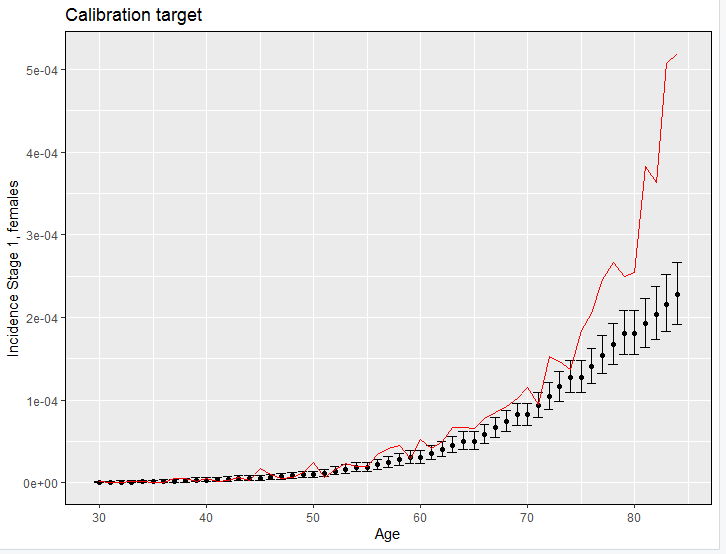 Calibration target
5e-04
4e-04
3e-04
2e-04
1e-04
0e+00
Incidence Stage 1, females
30 40 50 60 70 80
Age